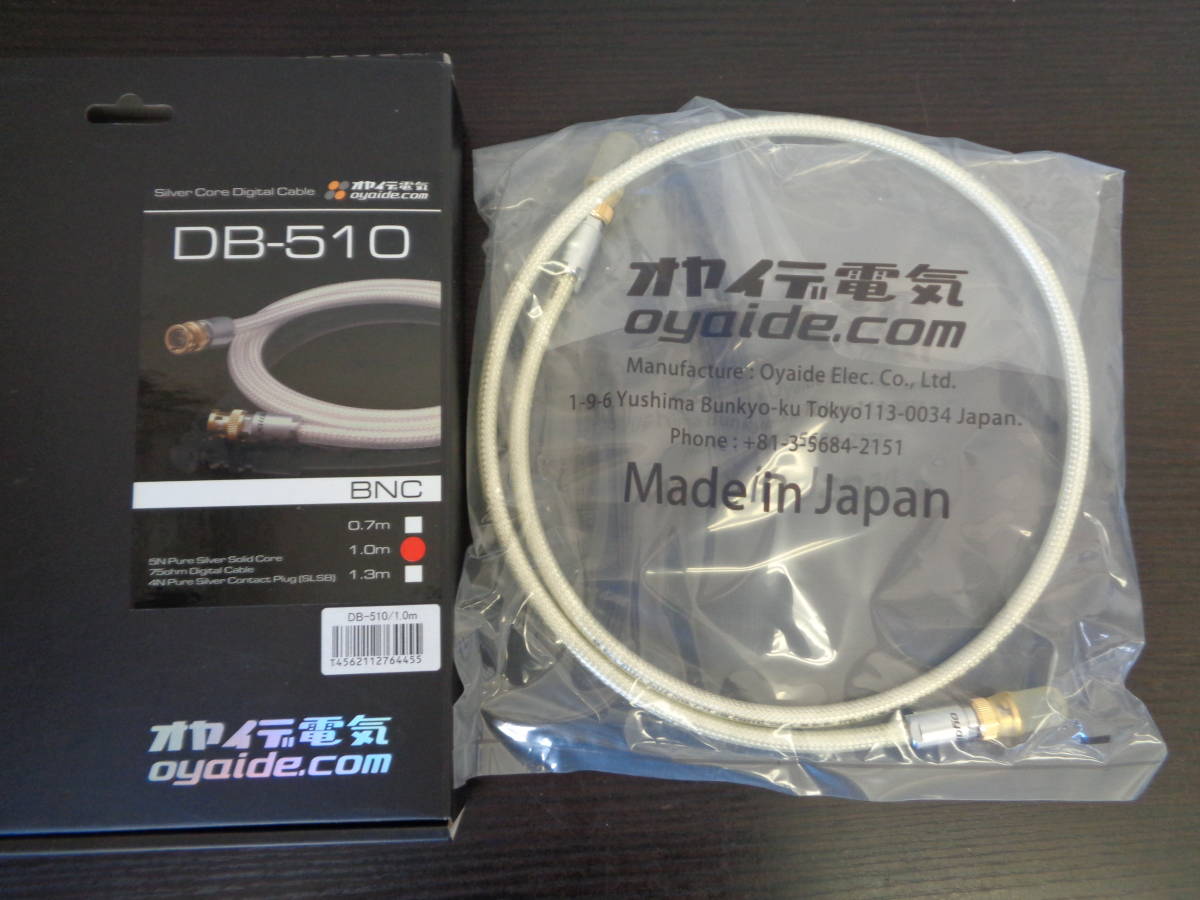 Silver Core Digital Cable
オヤイデ電気
oyaide.com
DB-510
BNC
0.7m
1.0m
1.3m
5N Pure Silver Solid Core
75ohm Digital Cable
4N Pure Silver Contact Plug (SLSB)
DB-510/1.0m
T4562112764455
オヤイデ電気
oyaide.com
オヤイデ電気
oyaide.com
Manufacture : Oyaide Elec. Co., Ltd.
1-9-6 Yushima Bunkyo-ku Tokyo113-0034 Japan.
Phone : +81-3-5684-2151
Made in Japan